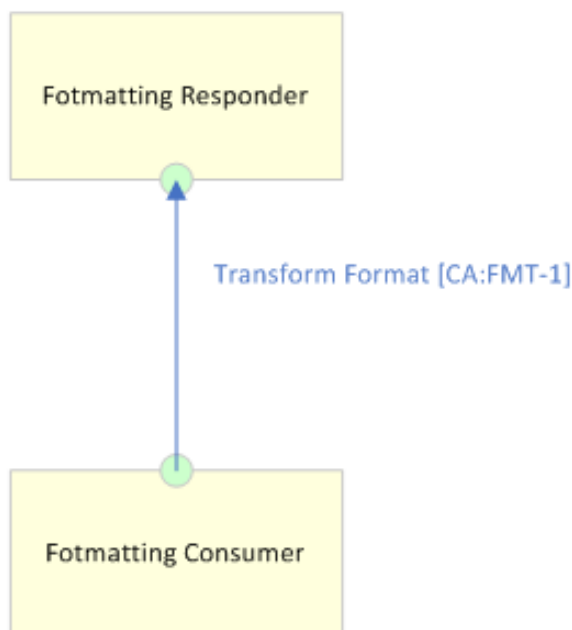 Fotmatting Responder
Transform Format [CA:FMT-1]
Fotmatting Consumer